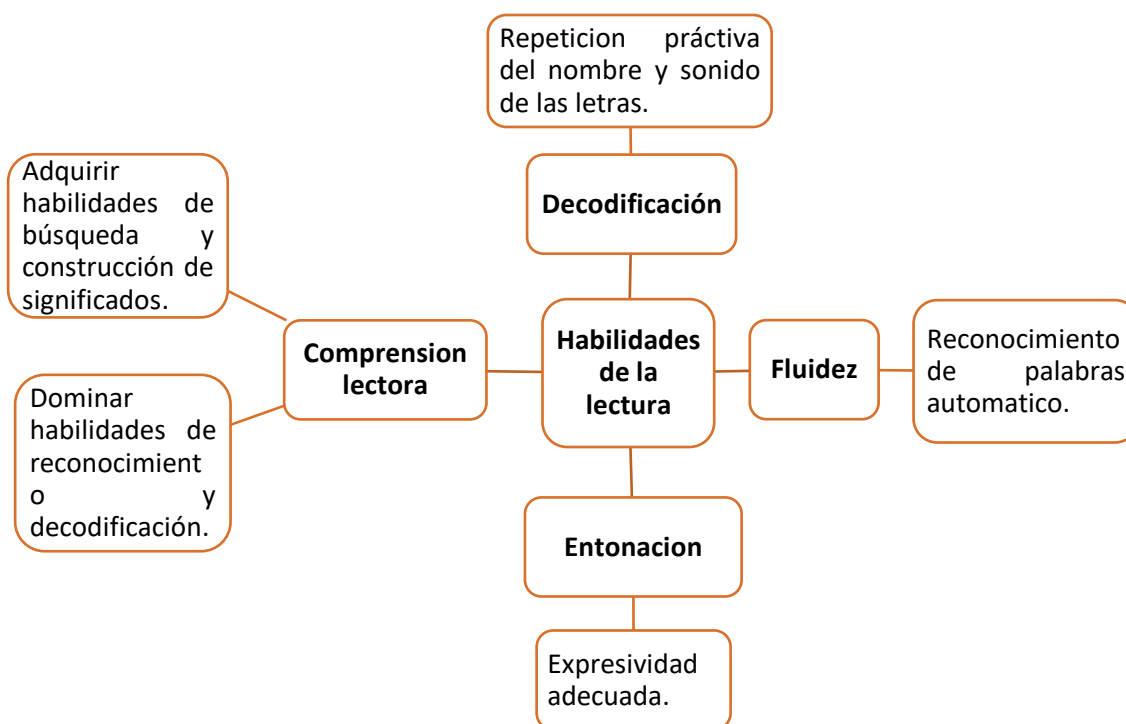 Repeticion práctiva
del nombre y sonido
de las letras.
Decodificación
Adquirir
habilidades de
búsqueda y
construcción de
significados.
Comprension
lectora
Habilidades
de la
lectura
Fluidez
Reconocimiento
de palabras
automatico.
Dominar
habilidades de
reconocimient
o y
decodificación.
Entonacion
Expresividad
adecuada.